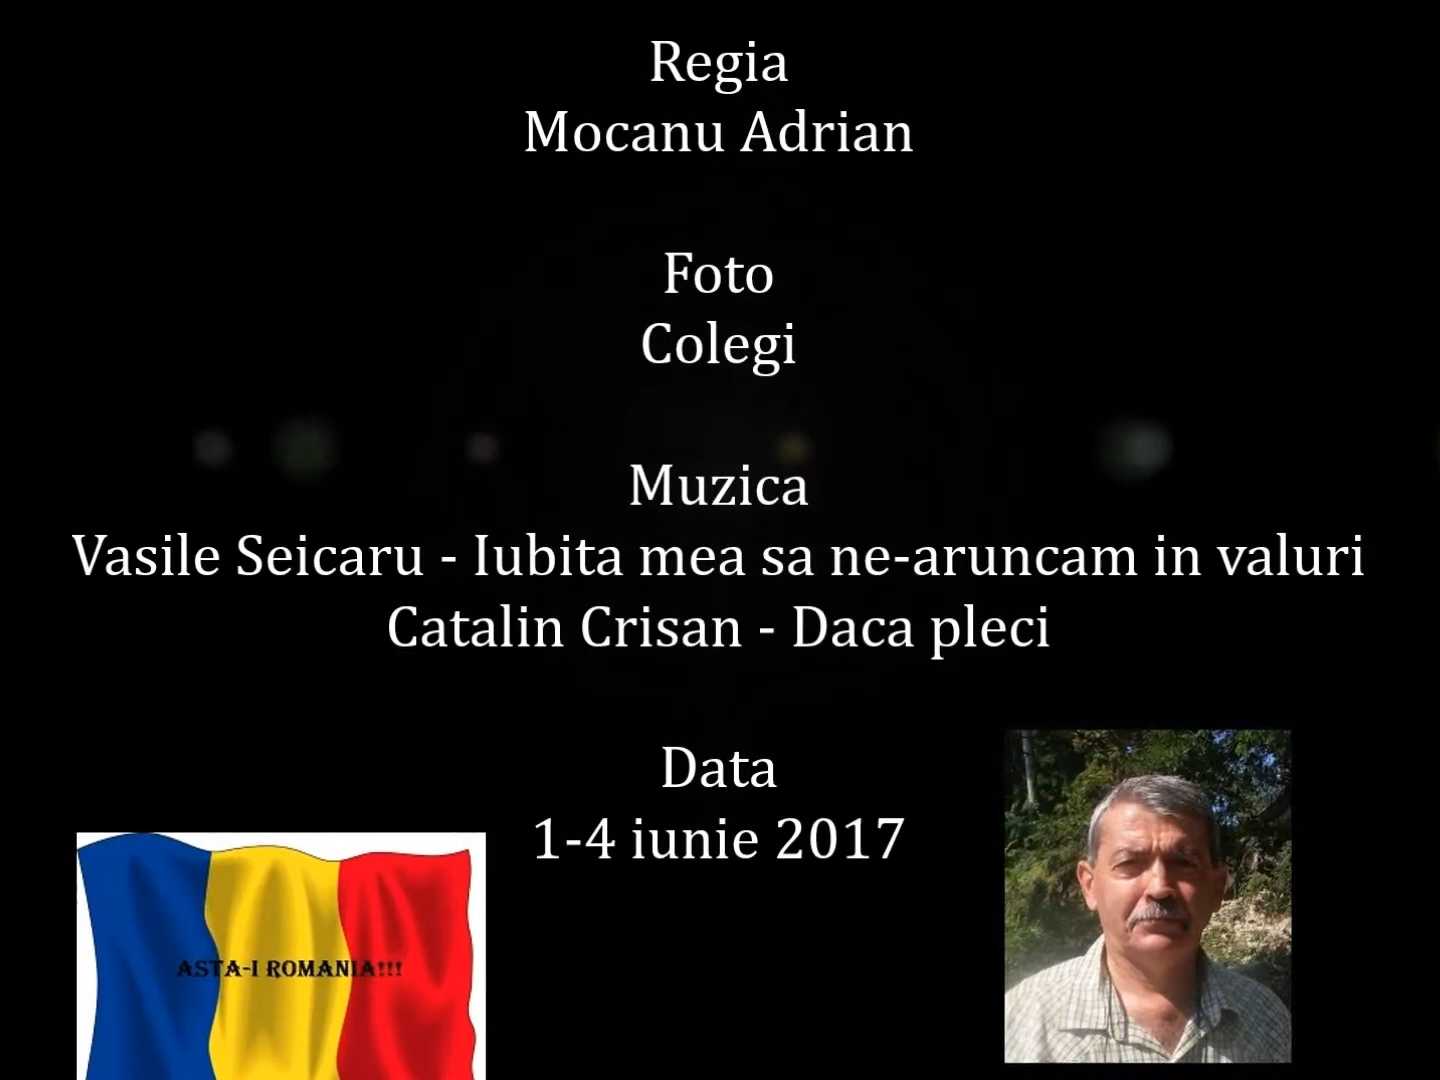 Regia
Mocanu Adrian
Foto
Colegi
Muzica
Vasile Seicaru - Iubita mea sa ne-aruncam in valuri
Catalin Crisan - Daca pleci
Data
1-4 iunie 2017
ASTA-I ROMANIA!!!